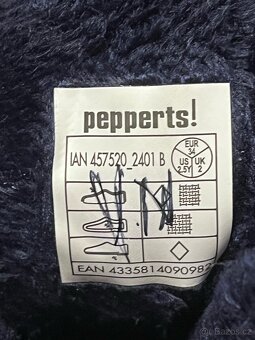 pepperts!
IAN 457520_2401 B
EUR
34
US UK
2.5Y 2
EAN 4335814090982
Bazos.cz